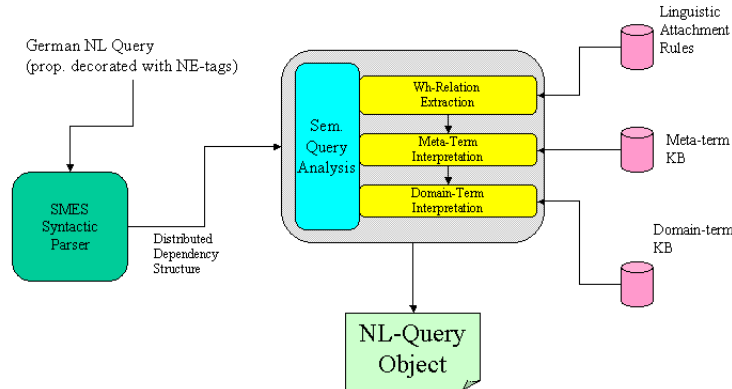 German NL Query
(prop. decorated with NE-tags)
SMES
Syntactic
Parser
Distributed
Dependency
Structure
Sem.
Query
Analysis
Wh-Relation
Extraction
Meta-Term
Interpretation
Domain-Term
Interpretation
Linguistic
Attachment
Rules
Meta-term
KB
Domain-term
KB
NL-Query
Object